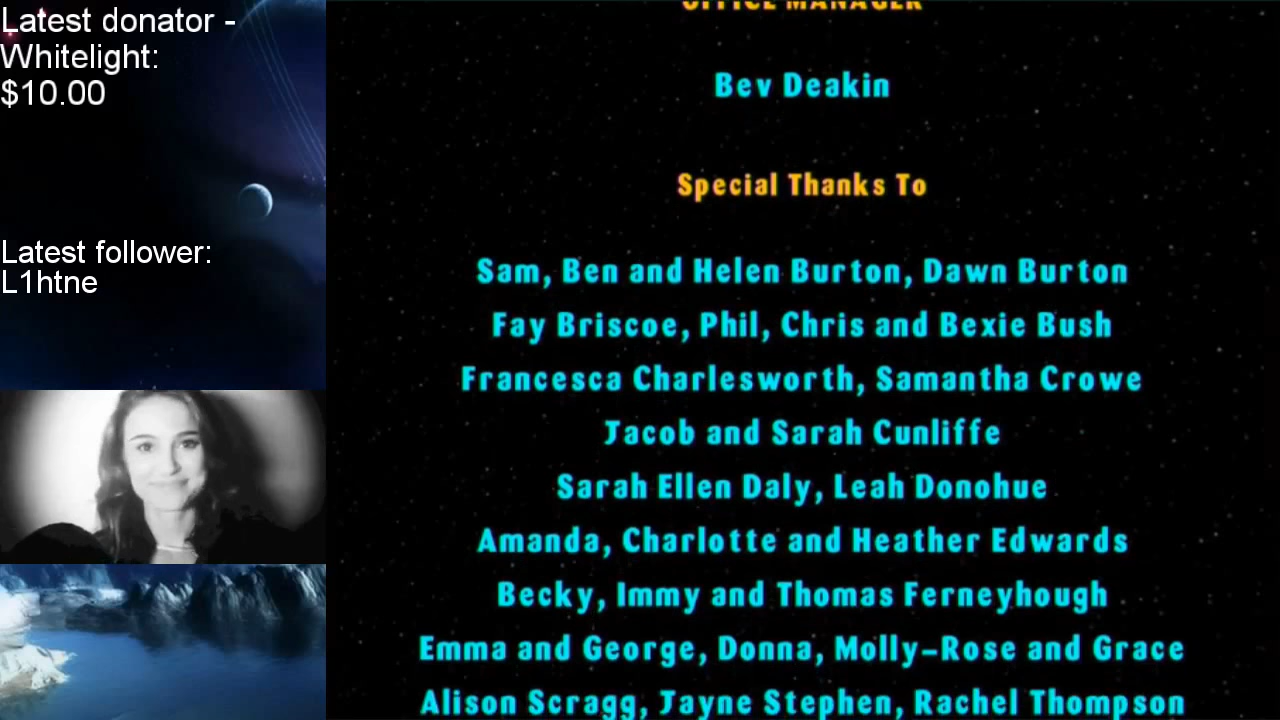 Latest donator -
Whitelight:
$10.00
Latest follower:
L1htne
OFFICE MANAGER
Bev Deakin
Special Thanks To
Sam, Ben and Helen Burton, Dawn Burton
Fay Briscoe, Phil, Chris and Bexie Bush
Francesca Charlesworth, Samantha Crowe
Jacob and Sarah Cunliffe
Sarah Ellen Daly, Leah Donohue
Amanda, Charlotte and Heather Edwards
Becky, Immy and Thomas Ferneyhough
Emma and George, Donna, Molly-Rose and Grace
Alison Scragg, Jayne Stephen, Rachel Thompson